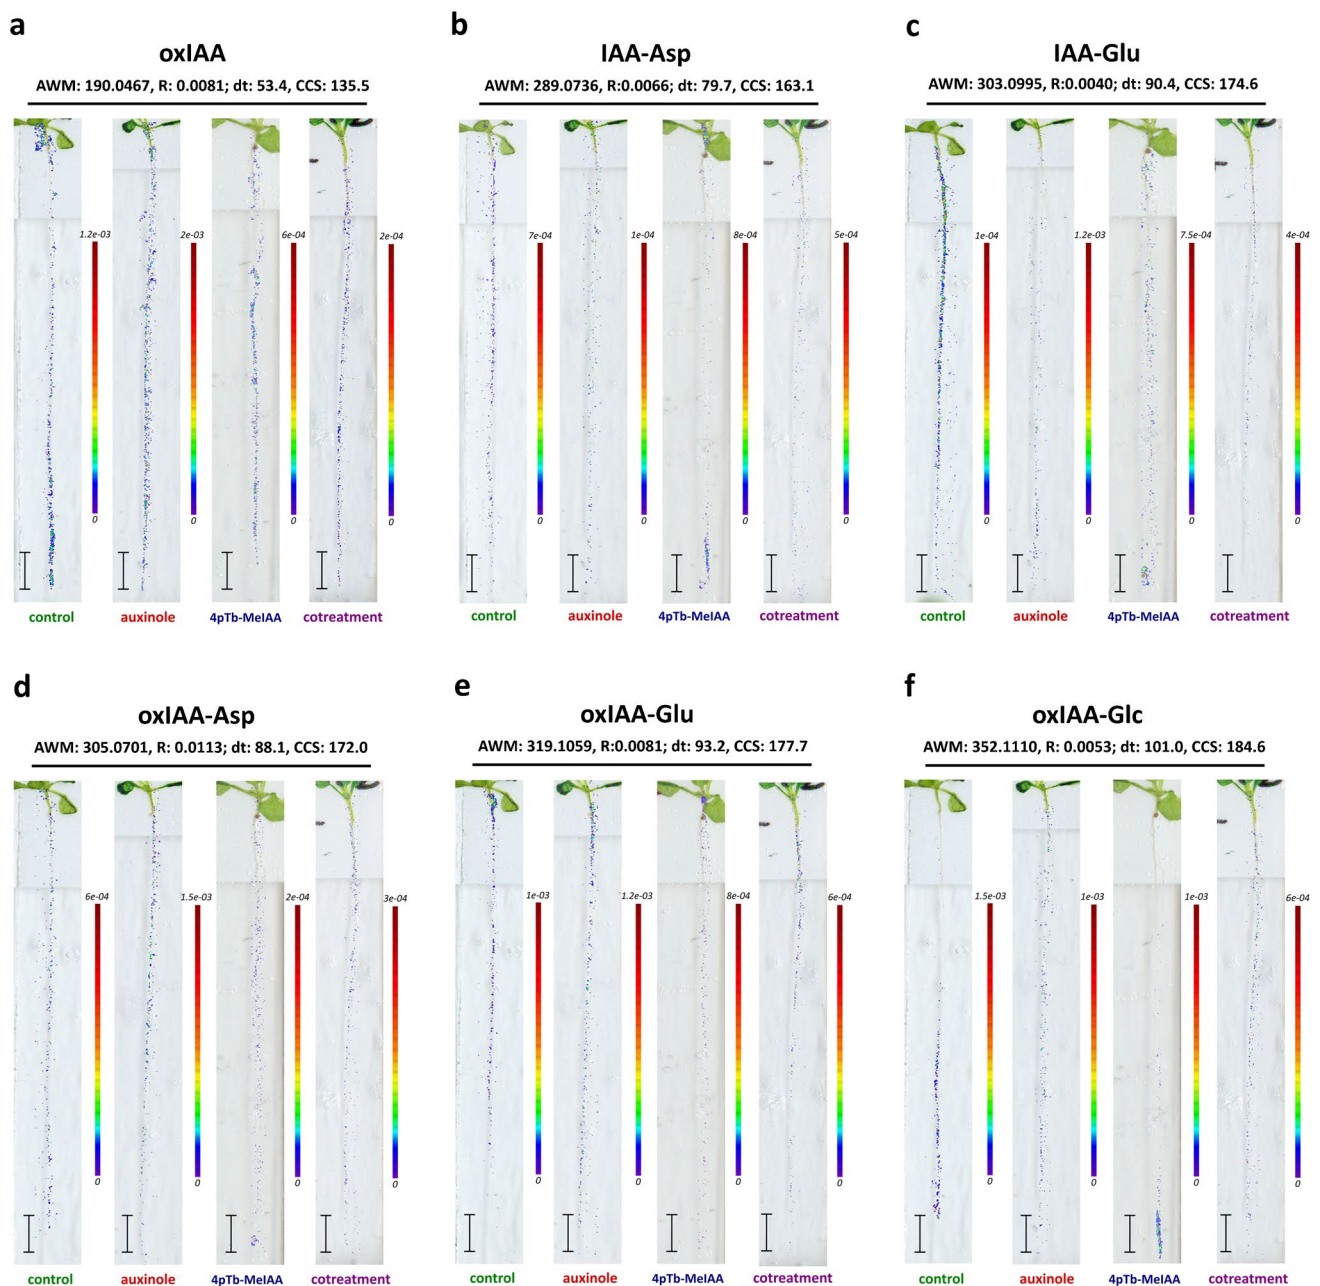 a
oxIAA
AWM: 190.0467, R: 0.0081; dt: 53.4, CCS: 135.5
1.2e-03
2e-03
6e-04
2e-04
0
0
0
0
control
auxinole
4pTb-MeIAA
cotreatment
b
IAA-Asp
AWM: 289.0736, R:0.0066; dt: 79.7, CCS: 163.1
7e-04
1e-04
8e-04
5e-04
0
0
0
0
control
auxinole
4pTb-MeIAA
cotreatment
c
IAA-Glu
AWM: 303.0995, R:0.0040; dt: 90.4, CCS: 174.6
1e-04
1.2e-03
7.5e-04
4e-04
0
0
0
0
control
auxinole
4pTb-MeIAA
cotreatment
d
oxIAA-Asp
AWM: 305.0701, R: 0.0113; dt: 88.1, CCS: 172.0
6e-04
1.5e-03
2e-04
3e-04
0
0
0
0
control
auxinole
4pTb-MeIAA
cotreatment
e
oxIAA-Glu
AWM: 319.1059, R:0.0081; dt: 93.2, CCS: 177.7
1e-03
1.2e-03
8e-04
6e-04
0
0
0
0
control
auxinole
4pTb-MeIAA
cotreatment
f
oxIAA-Glc
AWM: 352.1110, R: 0.0053; dt: 101.0, CCS: 184.6
1.5e-03
1e-03
1e-03
6e-04
0
0
0
0
control
auxinole
4pTb-MeIAA
cotreatment